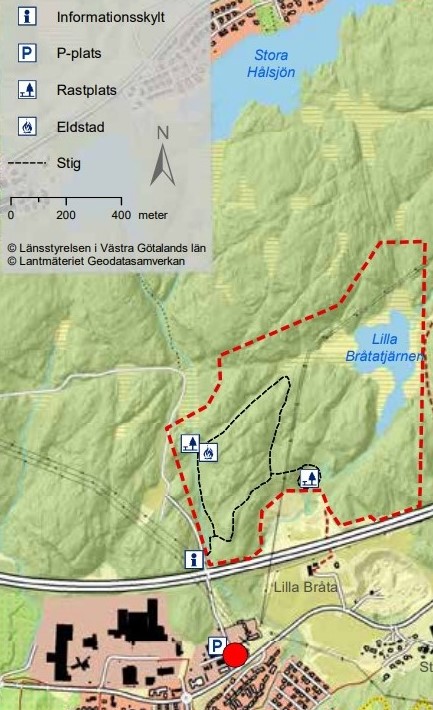 i Informationsskylt
P P-plats
Rastplats
Eldstad
Stig
N
0 200 400 meter
© Länsstyrelsen i Västra Götalands län
© Lantmäteriet Geodatasamverkan
Stora
Hålsjön
Lilla
Bråtatjärnen
i
Lilla Bråta
P
St